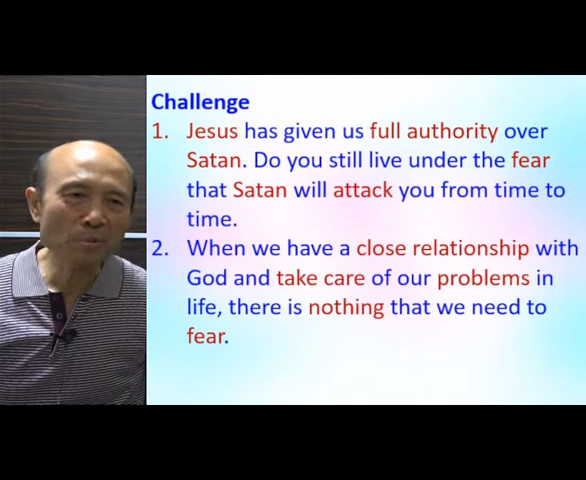 Challenge
1. Jesus has given us full authority over
Satan. Do you still live under the fear
that Satan will attack you from time to
time.
2. When we have a close relationship with
God and take care of our problems in
life, there is nothing that we need to
fear.